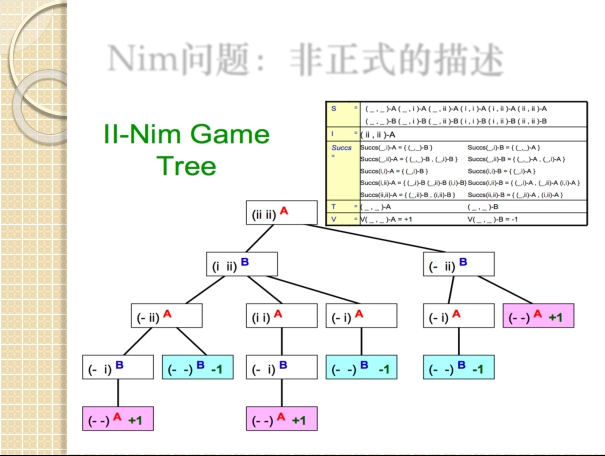 Nim问题：非正式的描述
II-Nim Game
Tree
S = ( _ , _ )-A ( _ , i )-A ( _ , ii )-A ( i , i )-A ( i , ii )-A ( ii , ii )-A
( _ , _ )-B ( _ , i )-B ( _ , ii )-B ( i , i )-B ( i , ii )-B ( ii , ii )-B
I = ( ii , ii )-A
Succs
=
Succs(_,i)-A = { (_,_)-B } Succs(_,i)-B = { (_,_)-A }
Succs(_,ii)-A = { (_,_)-B , (_,i)-B } Succs(_,ii)-B = { (_,_)-A , (_,i)-A }
Succs(i,i)-A = { (_,i)-B } Succs(i,i)-B = { (_,i)-A }
Succs(i,ii)-A = { (_,i)-B (_,ii)-B (i,i)-B} Succs(i,ii)-B = { (_,i)-A , (_,ii)-A (i,i)-A }
Succs(ii,ii)-A = { (_,ii)-B , (i,ii)-B } Succs(ii,ii)-B = { (_,ii)-A , (i,ii)-A }
T = ( _ , _ )-A ( _ , _ )-B
V = V( _ , _ )-A = +1 V( _ , _ )-B = -1
(ii ii) A
(i ii) B (- ii) B
(- ii) A (i i) A (- i) A (- i) A (- -) A +1
(- i) B (- -) B -1 (- i) B (- -) B -1 (- -) B -1
(- -) A +1 (- -) A +1